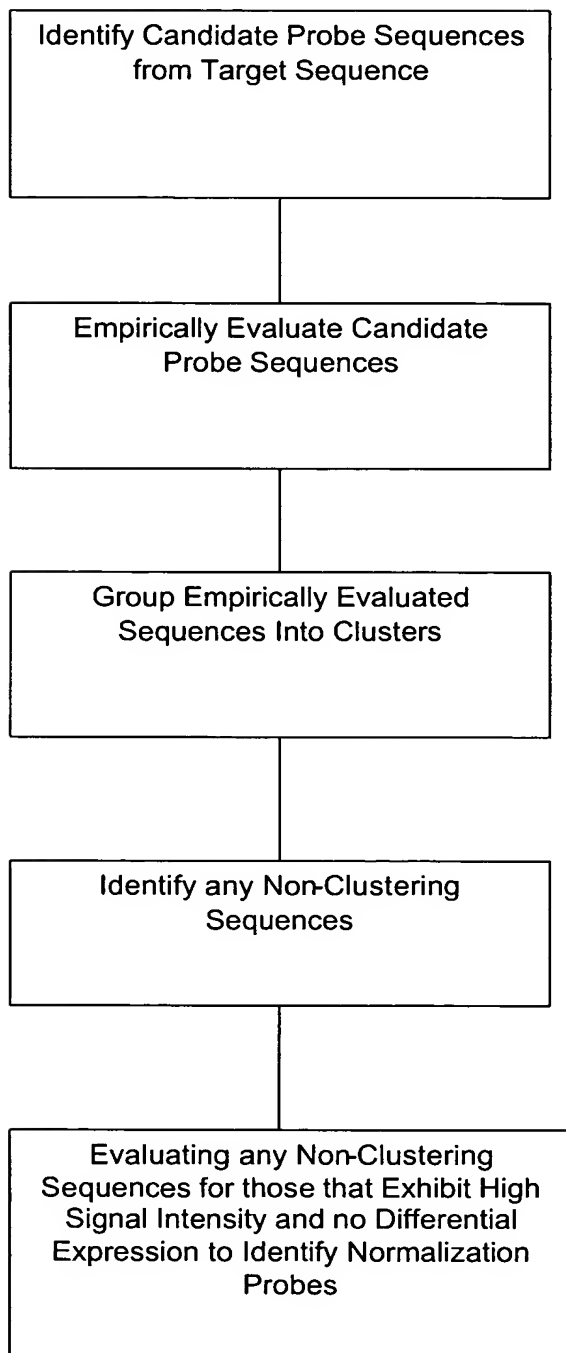 Identify Candidate Probe Sequences
from Target Sequence
Empirically Evaluate Candidate
Probe Sequences
Group Empirically Evaluated
Sequences Into Clusters
Identify any Non-Clustering
Sequences
Evaluating any Non-Clustering
Sequences for those that Exhibit High
Signal Intensity and no Differential
Expression to Identify Normalization
Probes